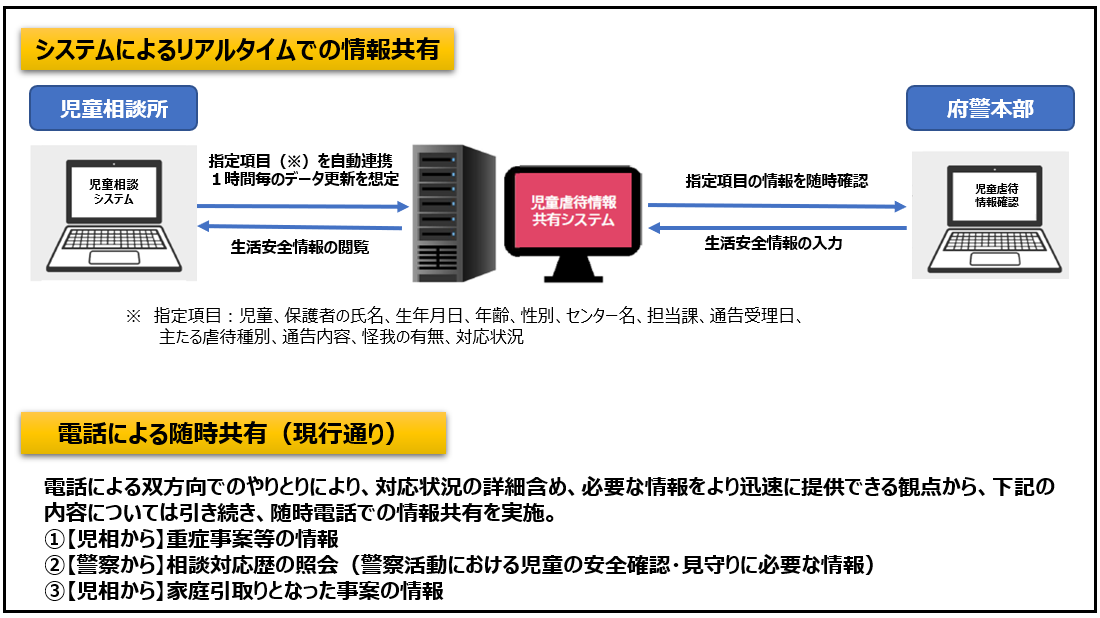 システムによるリアルタイムでの情報共有
児童相談所
府警本部
児童相談
システム
指定項目（※）を自動連携
１時間毎のデータ更新を想定
生活安全情報の閲覧
児童虐待情報
共有システム
指定項目の情報を随時確認
生活安全情報の入力
児童虐待
情報確認
※　指定項目：児童、保護者の氏名、生年月日、年齢、性別、センター名、担当課、通告受理日、
主たる虐待種別、通告内容、怪我の有無、対応状況
電話による随時共有（現行通り）
電話による双方向でのやりとりにより、対応状況の詳細含め、必要な情報をより迅速に提供できる観点から、下記の
内容については引き続き、随時電話での情報共有を実施。
①【児相から】重症事案等の情報
②【警察から】相談対応歴の照会（警察活動における児童の安全確認・見守りに必要な情報）
③【児相から】家庭引取りとなった事案の情報